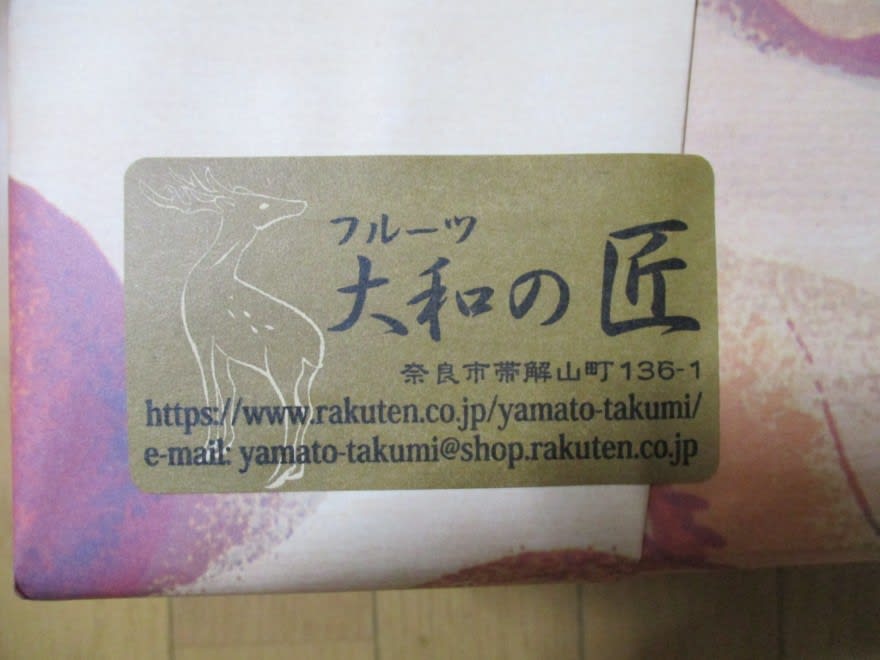 フルーツ
大和の匠
奈良市帯解山町136-1
https://www.rakuten.co.jp/yamato-takumi/
e-mail: yamato-takumi@shop.rakuten.co.jp